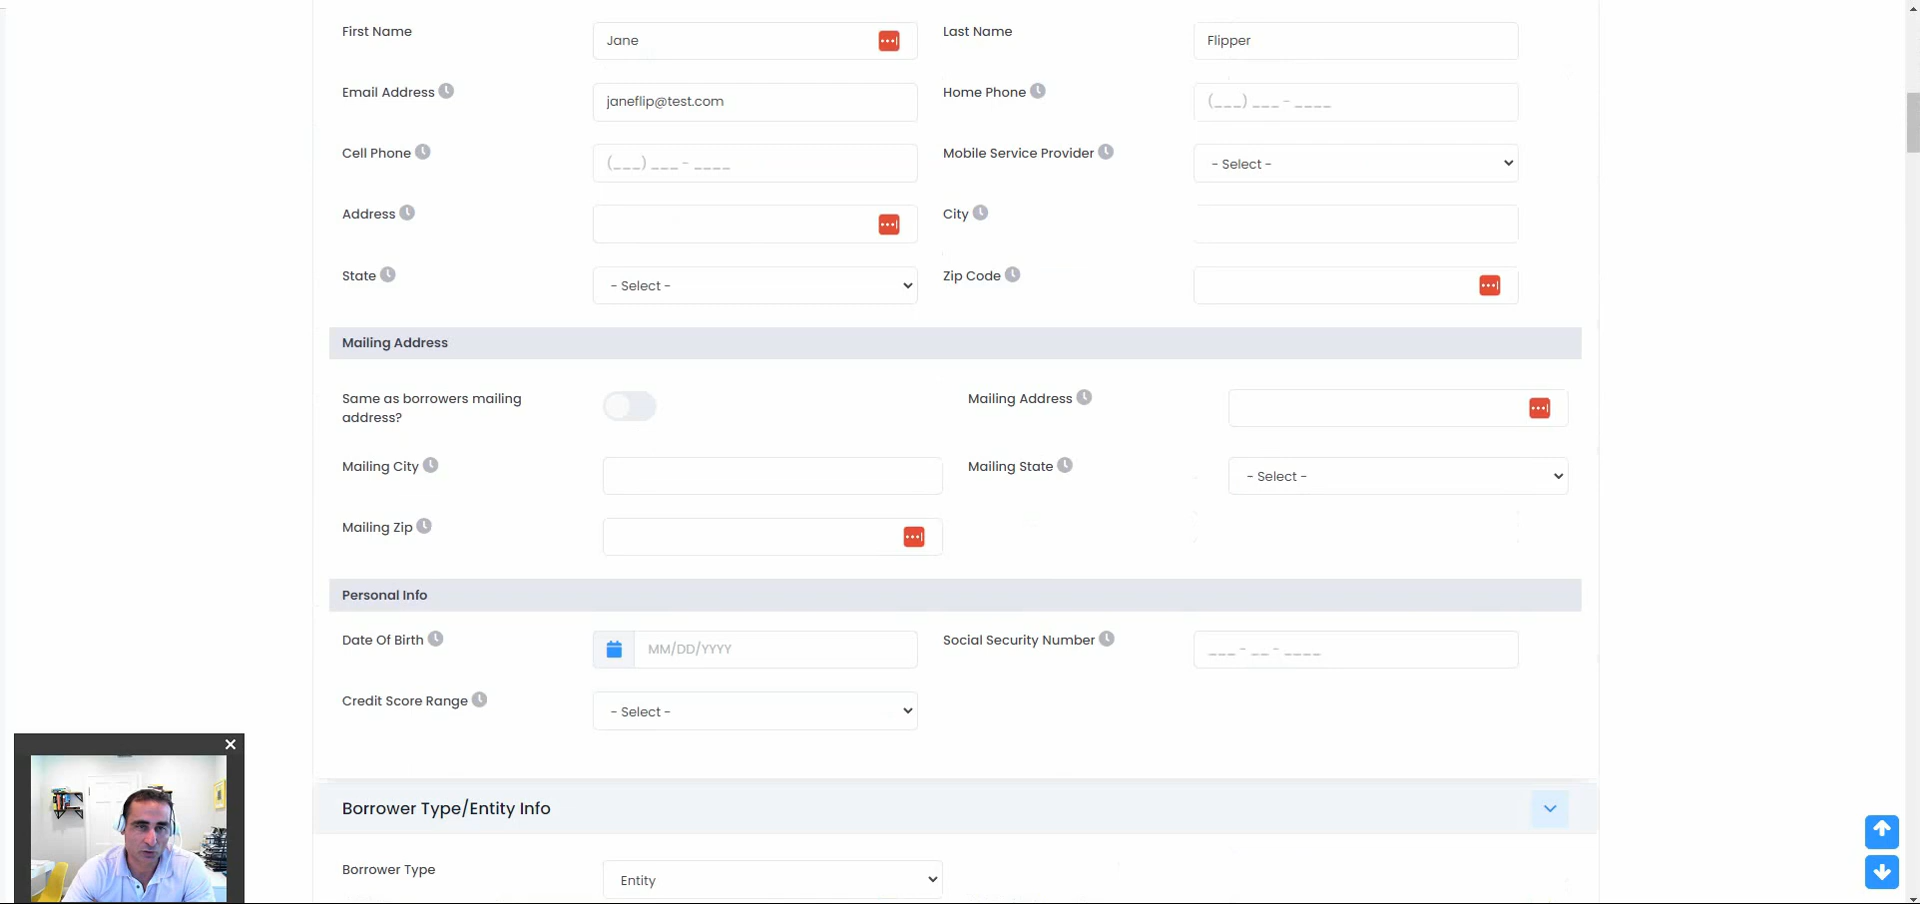 First Name Jane Last Name Flipper
Email Address janeflip@test.com Home Phone (___) ___ - ____
Cell Phone (___) ___ - ____ Mobile Service Provider - Select -
Address City
State - Select - Zip Code
Mailing Address
Same as borrowers mailing Mailing Address
address?
Mailing City Mailing State - Select -
Mailing Zip
Personal Info
Date Of Birth MM/DD/YYYY Social Security Number ___ - __ - ____
Credit Score Range - Select -
Borrower Type/Entity Info
Borrower Type Entity